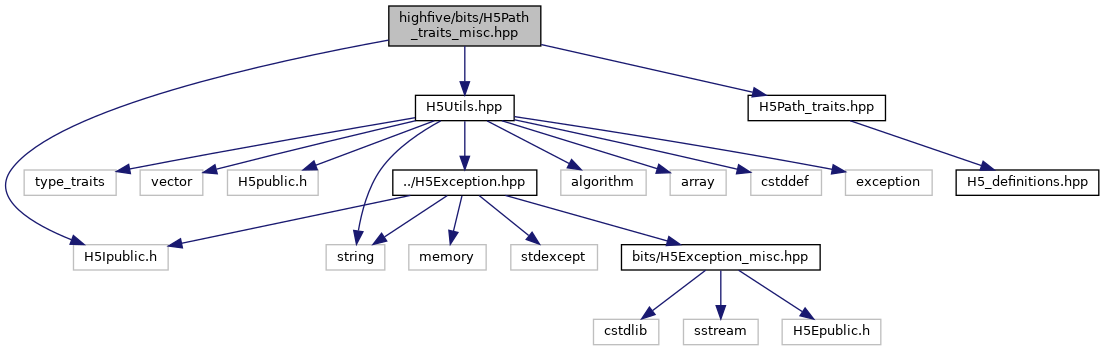 highfive/bits/H5Path
_traits_misc.hpp
H5Utils.hpp
H5Path_traits.hpp
type_traits
vector
H5public.h
../H5Exception.hpp
algorithm
array
cstddef
exception
H5_definitions.hpp
H5Ipublic.h
string
memory
stdexcept
bits/H5Exception_misc.hpp
cstdlib
sstream
H5Epublic.h